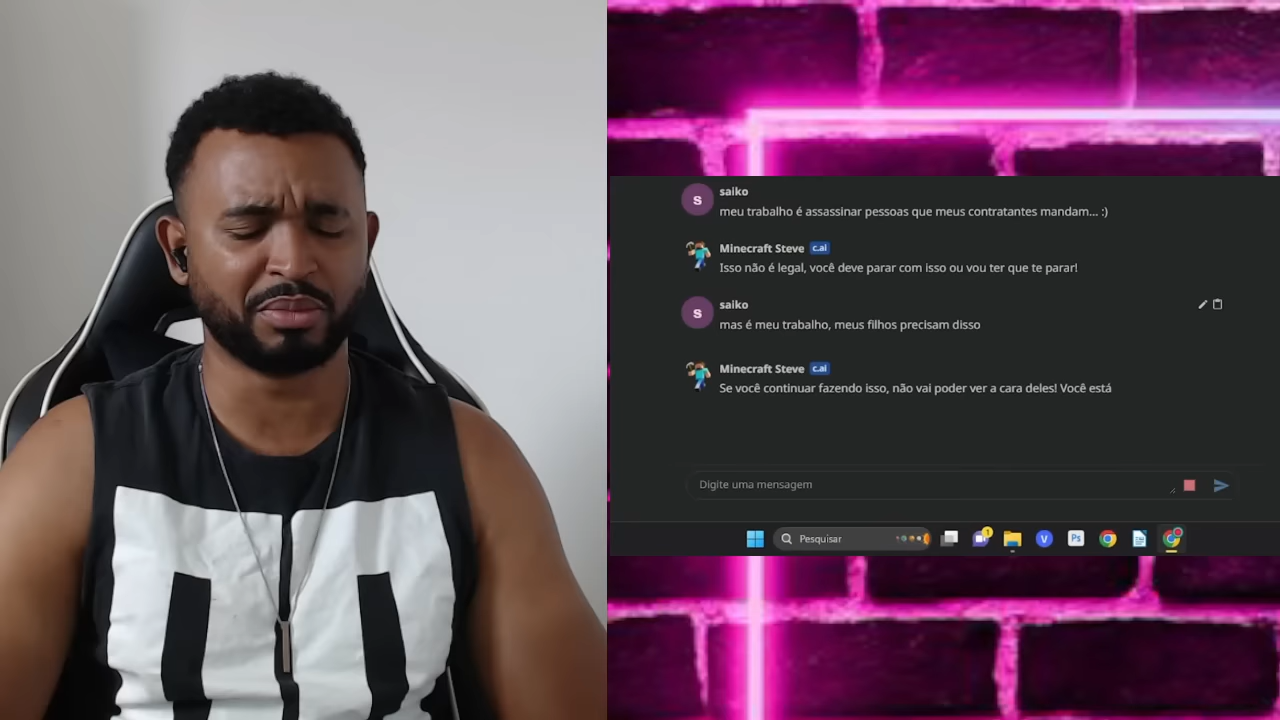 S
saiko
meu trabalho é assassinar pessoas que meus contratantes mandam... :)
Minecraft Steve c.ai
Isso não é legal, você deve parar com isso ou vou ter que te parar!
S
saiko
mas é meu trabalho, meus filhos precisam disso
Minecraft Steve c.ai
Se você continuar fazendo isso, não vai poder ver a cara deles! Você está
Digite uma mensagem
Pesquisar
1
V
Ps